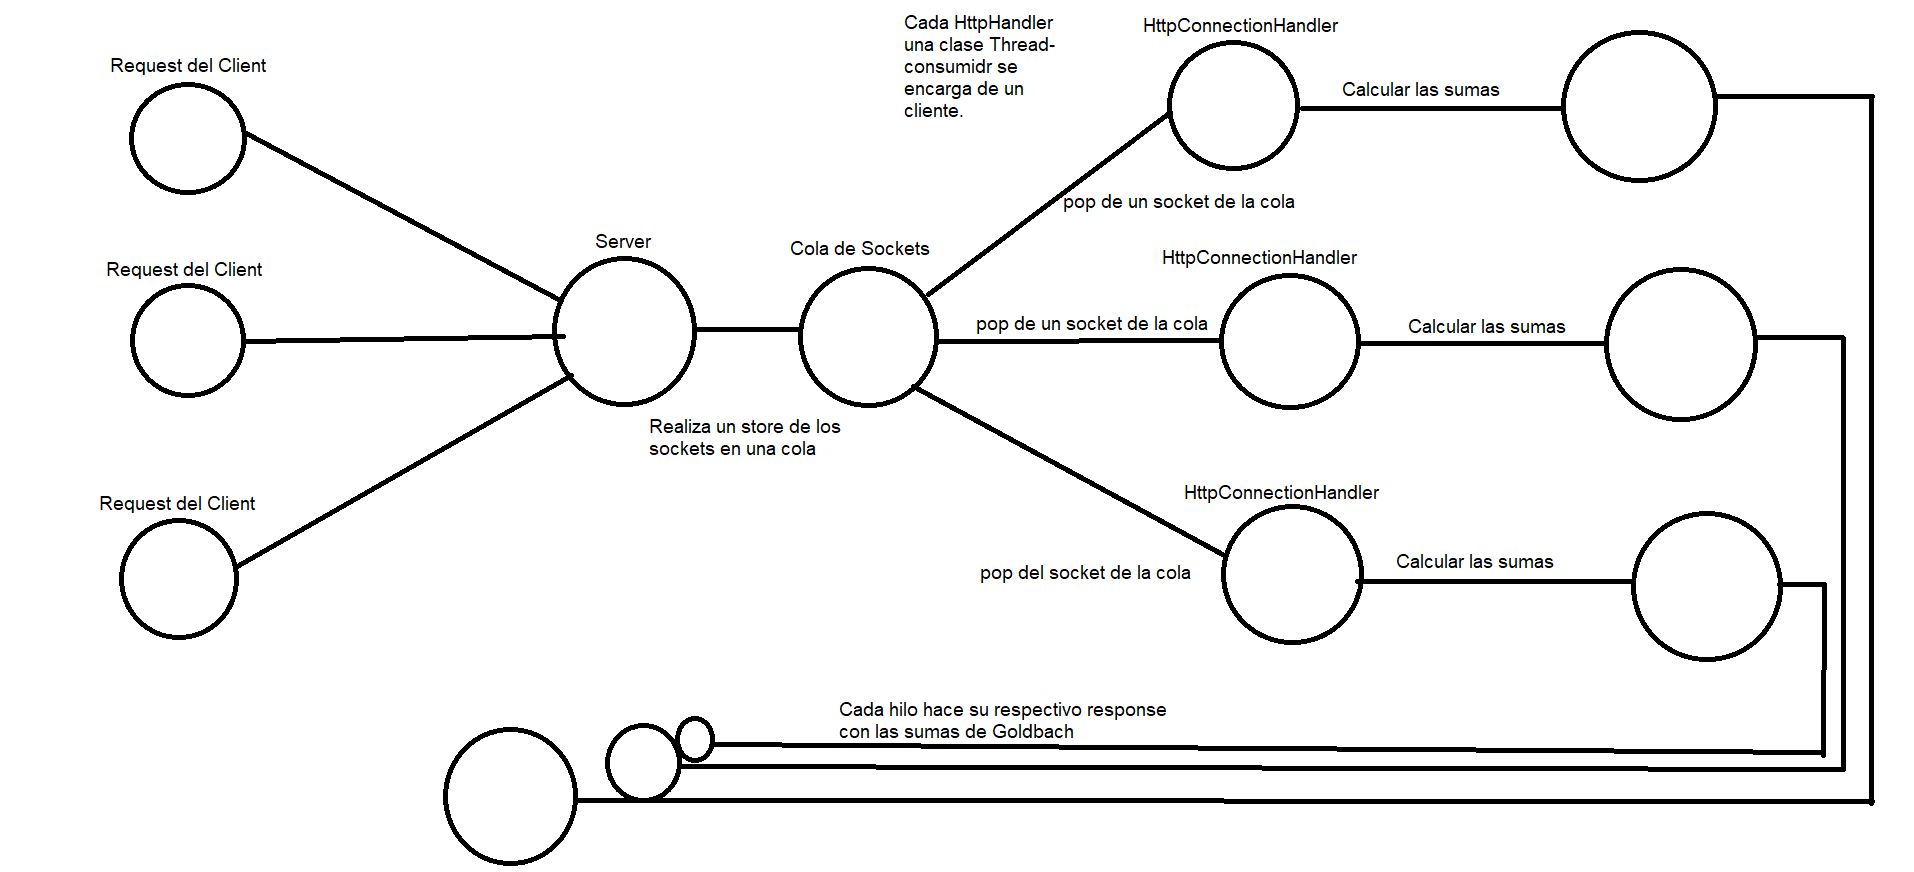 Cada HttpHandler
una clase Thread-
consumidr se
encarga de un
cliente.
HttpConnectionHandler
Request del Client
Calcular las sumas
pop de un socket de la cola
Server
Cola de Sockets
HttpConnectionHandler
Request del Client
pop de un socket de la cola
Calcular las sumas
Realiza un store de los
sockets en una cola
HttpConnectionHandler
Request del Client
pop del socket de la cola
Calcular las sumas
Cada hilo hace su respectivo response
con las sumas de Goldbach